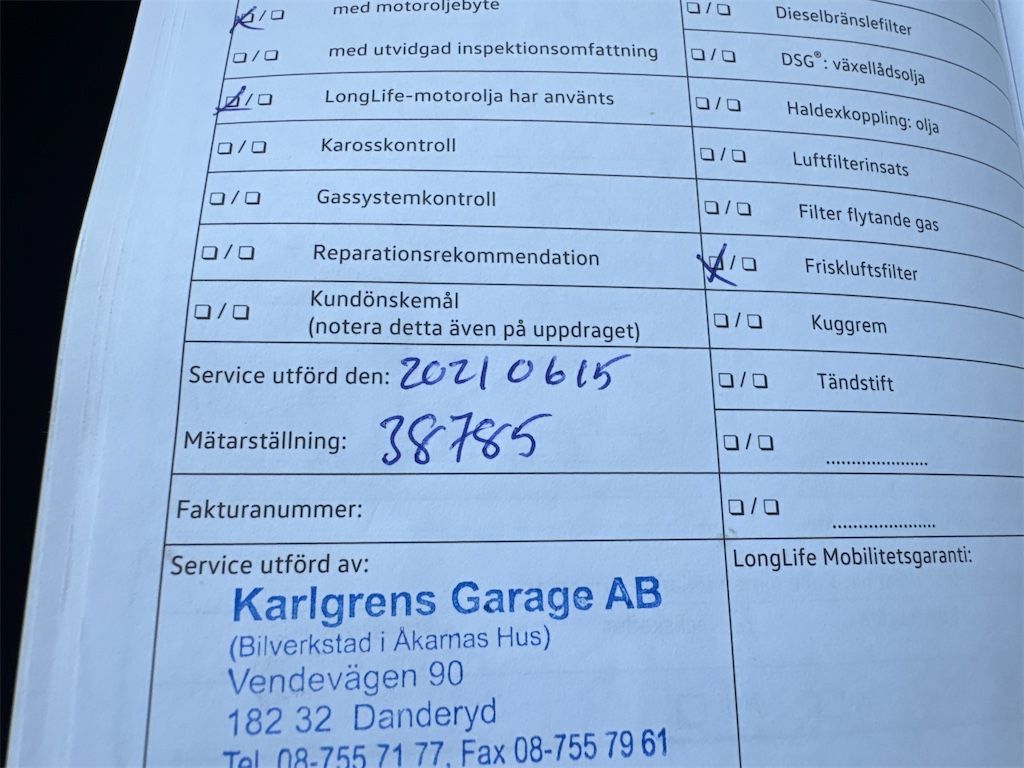 med motoroljebyte
med utvidgad inspektionsomfattning
LongLife-motorolja har använts
Karosskontroll
Gassystemkontroll
Reparationsrekommendation
Kundönskemål
(notera detta även på uppdraget)
Service utförd den: 20210615
Mätarställning: 38785
Fakturanummer:
Service utförd av:
Karlgrens Garage AB
(Bilverkstad i Åkarnas Hus)
Vendevägen 90
182 32 Danderyd
Tel 08-755 71 77, Fax 08-755 79 61
Dieselbränslefilter
DSG®: växellådsolja
Haldexkoppling: olja
Luftfilterinsats
Filter flytande gas
Friskluftsfilter
Kuggrem
Tändstift
LongLife Mobilitetsgaranti: